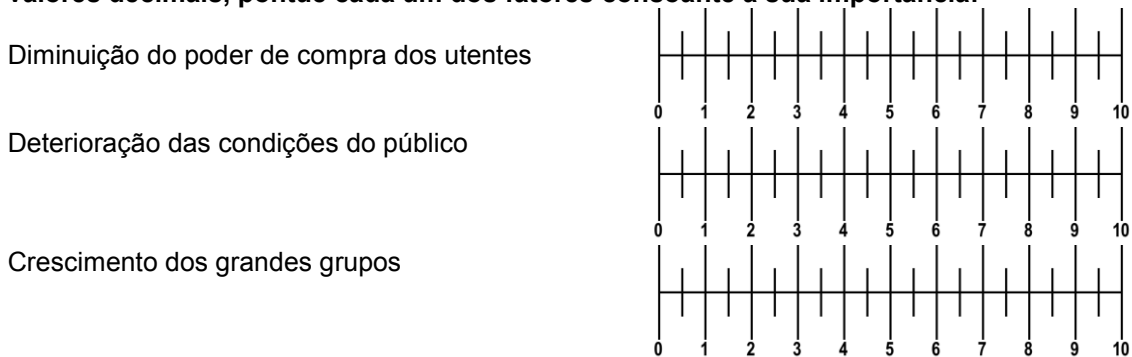 Valores decimais, pontue cada um dos fatores consoante a sua importância.
Diminuição do poder de compra dos utentes
0 1 2 3 4 5 6 7 8 9 10
Deterioração das condições do público
0 1 2 3 4 5 6 7 8 9 10
Crescimento dos grandes grupos
0 1 2 3 4 5 6 7 8 9 10